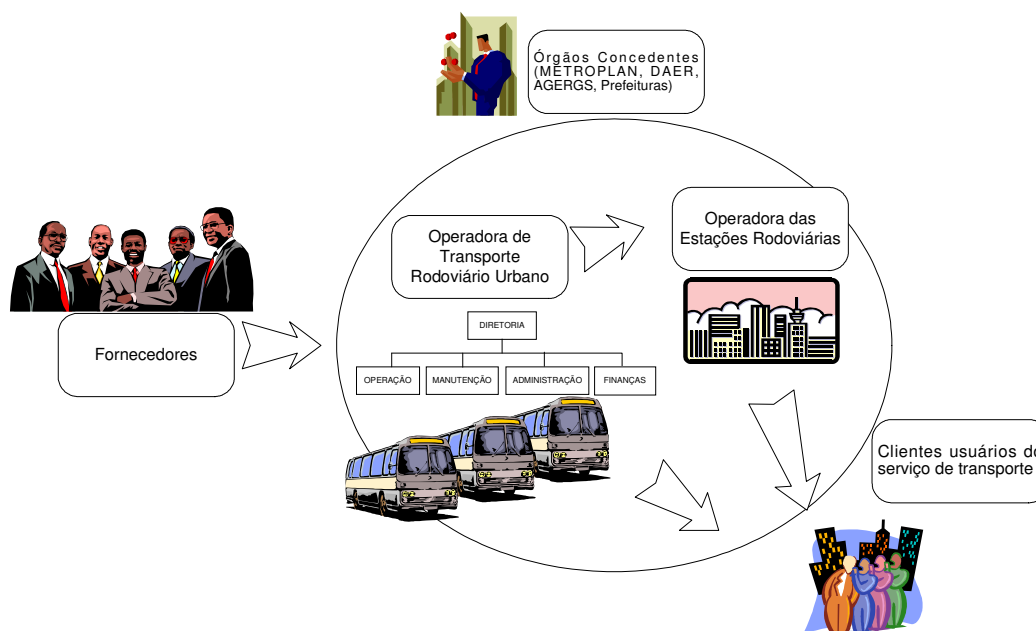 Órgãos Concedentes
(METROPLAN, DAER,
AGERGS, Prefeituras)
Operadora de
Transporte
Rodoviário Urbano
Operadora das
Estações Rodoviárias
Fornecedores
DIRETORIA
OPERAÇÃO MANUTENÇÃO ADMINISTRAÇÃO FINANÇAS
Clientes usuários do
serviço de transporte